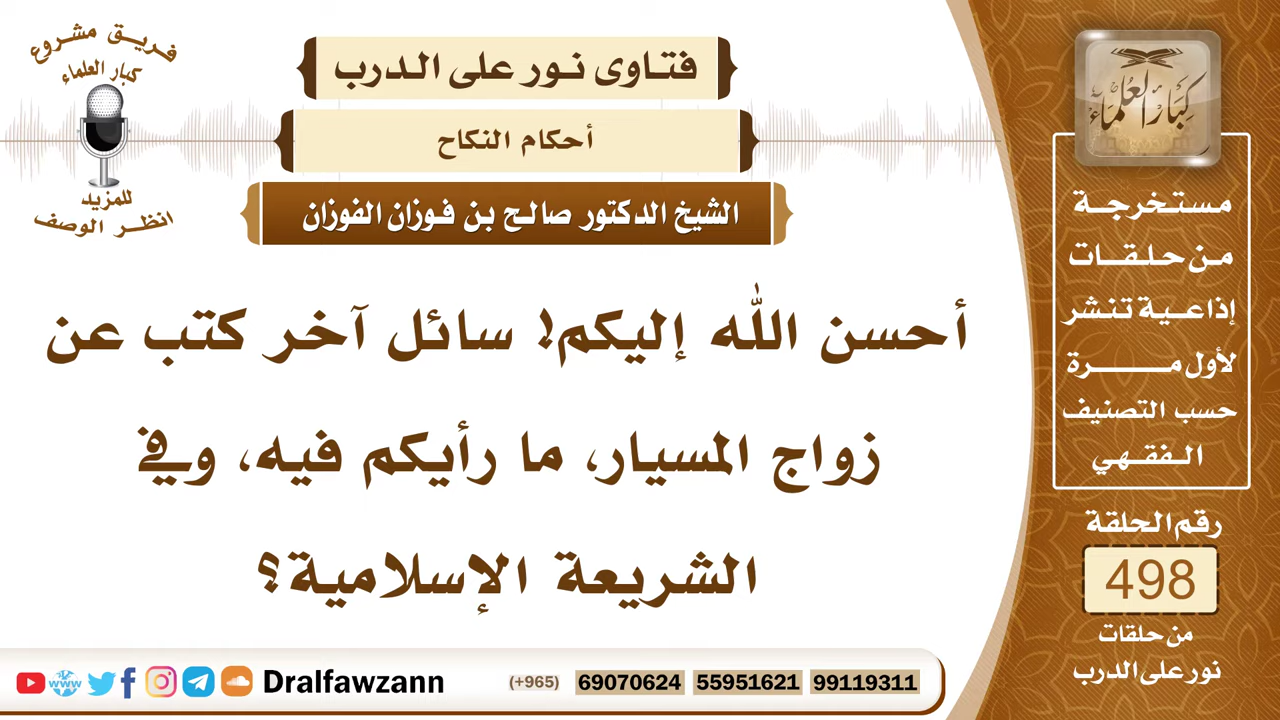 فريق مشروع
كبار العلماء
للمزيد
انظر الوصف
فتاوى نور على الدرب
أحكام النكاح
الشيخ الدكتور صالح بن فوزان الفوزان
أحسن الله إليكم! سائل آخر كتب عن
زواج المسيار، ما رأيكم فيه، وفي
الشريعة الإسلامية؟
كبار العلماء
مستخرجة
من حلقات
إذاعية تنشر
لأول مرة
حسب التصنيف
الفقهي
رقم الحلقة
498
من حلقات
نور على الدرب
www Dralfawzann (+965) 69070624 55951621 99119311